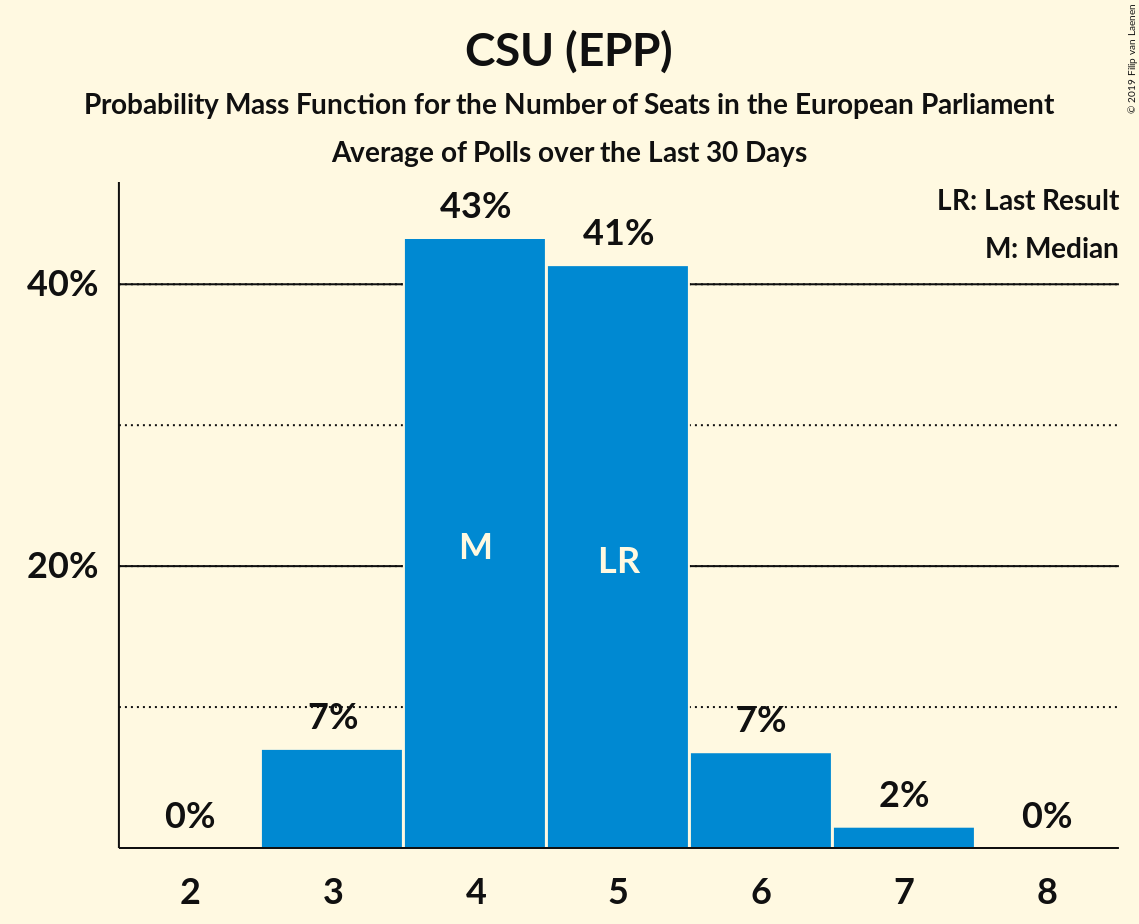 CSU (EPP)
Probability Mass Function for the Number of Seats in the European Parliament
Average of Polls over the Last 30 Days
© 2019 Filip van Laenen
LR: Last Result
M: Median
43%
41%
40%
M
LR
20%
7%
7%
2%
0%
0%
2 3 4 5 6 7 8